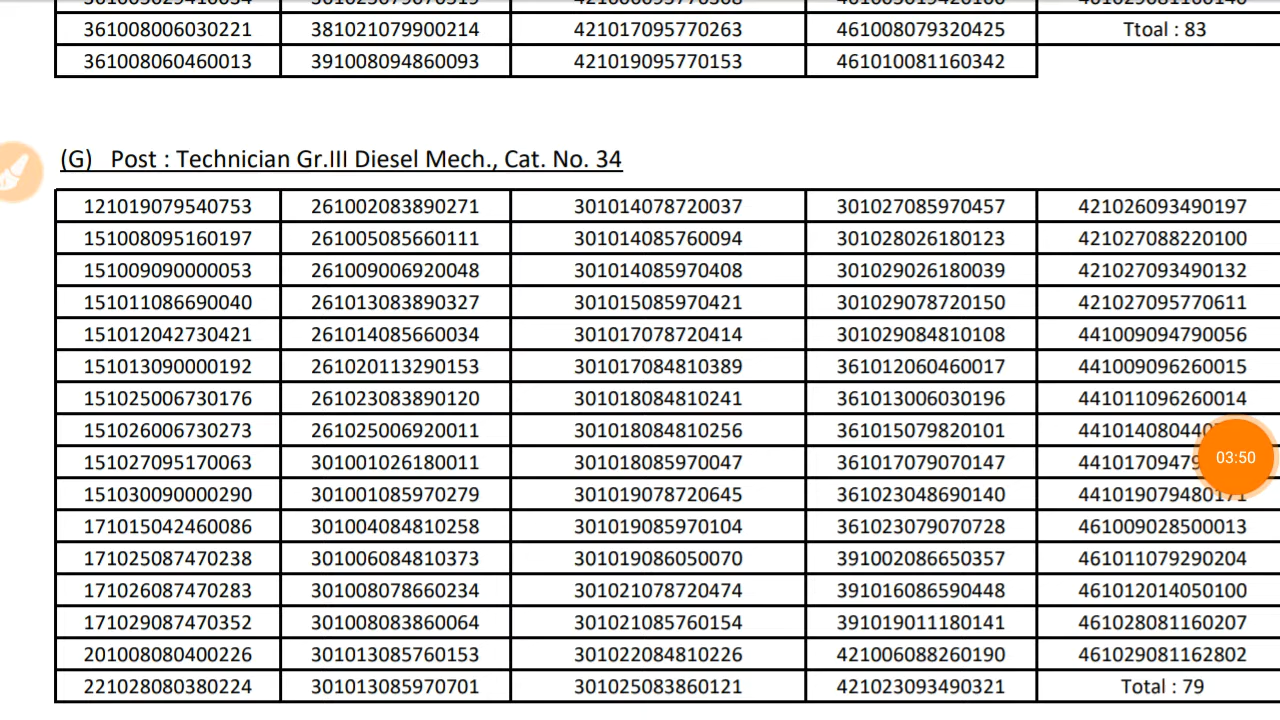 361008006030221 381021079900214 421017095770263 461008079320425 Ttoal : 83
361008060460013 391008094860093 421019095770153 461010081160342
(G) Post : Technician Gr.III Diesel Mech., Cat. No. 34
121019079540753 261002083890271 301014078720037 301027085970457 421026093490197
151008095160197 261005085660111 301014085760094 301028026180123 421027088220100
151009090000053 261009006920048 301014085970408 301029026180039 421027093490132
151011086690040 261013083890327 301015085970421 301029078720150 421027095770611
151012042730421 261014085660034 301017078720414 301029084810108 441009094790056
151013090000192 261020113290153 301017084810389 361012060460017 441009096260015
151025006730176 261023083890120 301018084810241 361013006030196 441011096260014
151026006730273 261025006920011 301018084810256 361015079820101
151027095170063 301001026180011 301018085970047 361017079070147
03:50
151030090000290 301001085970279 301019078720645 361023048690140 441019079480171
171015042460086 301004084810258 301019085970104 361023079070728 461009028500013
171025087470238 301006084810373 301019086050070 391002086650357 461011079290204
171026087470283 301008078660234 301021078720474 391016086590448 461012014050100
171029087470352 301008083860064 301021085760154 391019011180141 461028081160207
201008080400226 301013085760153 301022084810226 421006088260190 461029081162802
221028080380224 301013085970701 301025083860121 421023093490321 Total : 79